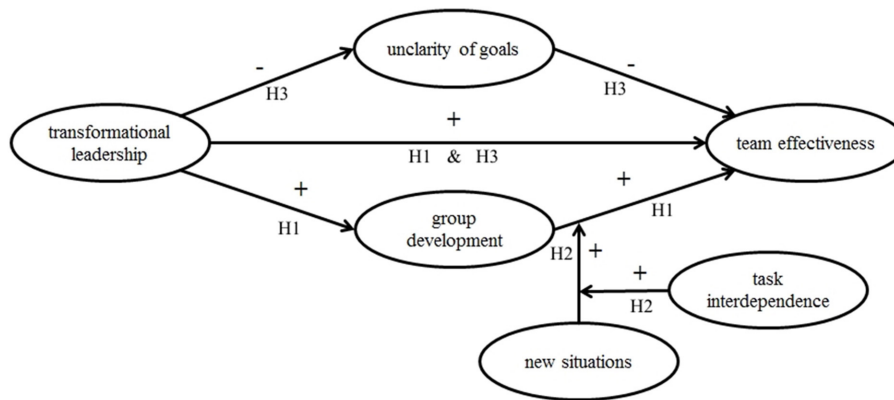 unclarity of goals
-
H3
-
H3
transformational
leadership
+
H1 & H3
team effectiveness
+
H1
group
development
+
H1
H2
+
+
H2
task
interdependence
new situations